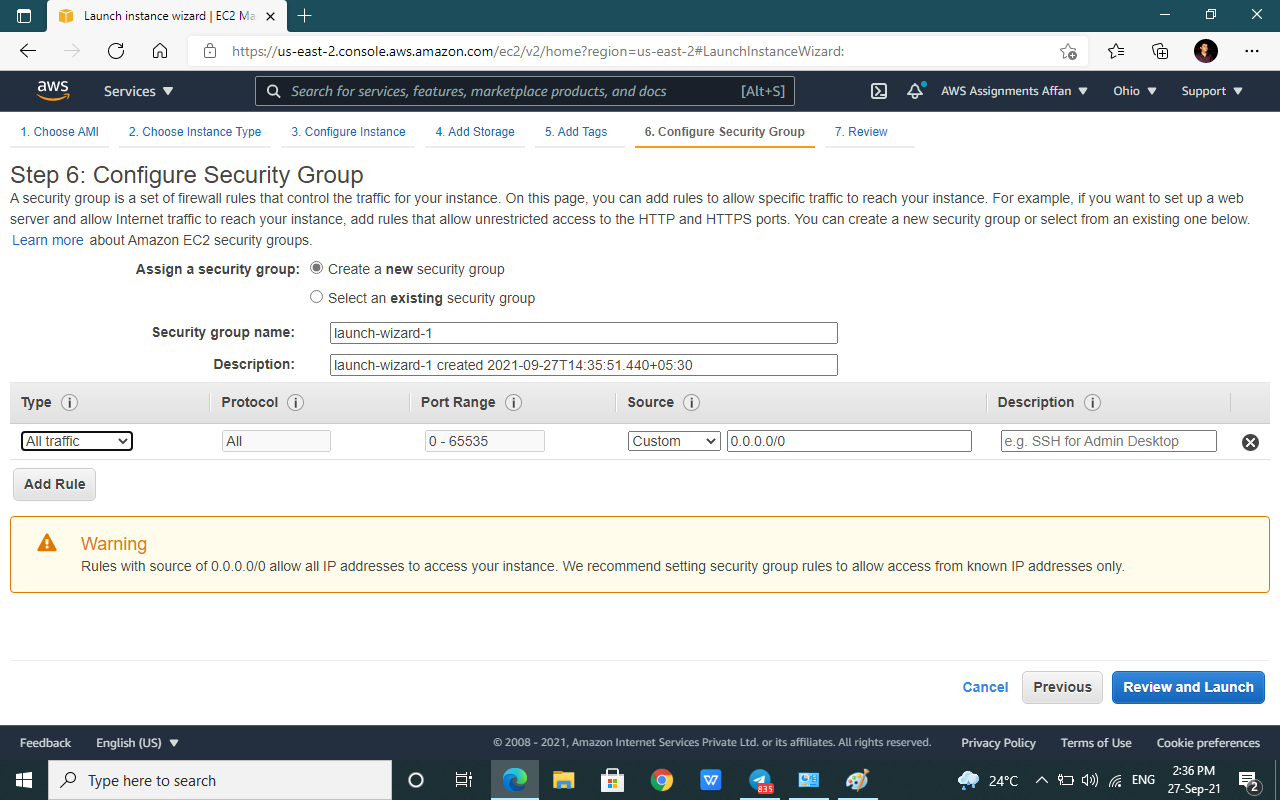 Launch instance wizard | EC2 Ma
https://us-east-2.console.aws.amazon.com/ec2/v2/home?region=us-east-2#LaunchInstanceWizard:
aws Services Search for services, features, marketplace products, and docs [Alt+S] AWS Assignments Affan Ohio Support
1. Choose AMI 2. Choose Instance Type 3. Configure Instance 4. Add Storage 5. Add Tags 6. Configure Security Group 7. Review
Step 6: Configure Security Group
A security group is a set of firewall rules that control the traffic for your instance. On this page, you can add rules to allow specific traffic to reach your instance. For example, if you want to set up a web
server and allow Internet traffic to reach your instance, add rules that allow unrestricted access to the HTTP and HTTPS ports. You can create a new security group or select from an existing one below.
Learn more about Amazon EC2 security groups.
Assign a security group: Create a new security group
Select an existing security group
Security group name: launch-wizard-1
Description: launch-wizard-1 created 2021-09-27T14:35:51.440+05:30
Type i Protocol i Port Range i Source i Description i
All traffic All 0 - 65535 Custom 0.0.0.0/0 e.g. SSH for Admin Desktop
Add Rule
Warning
Rules with source of 0.0.0.0/0 allow all IP addresses to access your instance. We recommend setting security group rules to allow access from known IP addresses only.
Cancel Previous Review and Launch
Feedback English (US) © 2008 - 2021, Amazon Internet Services Private Ltd. or its affiliates. All rights reserved. Privacy Policy Terms of Use Cookie preferences
Type here to search 835 24°C ENG 2:36 PM
27-Sep-21 2